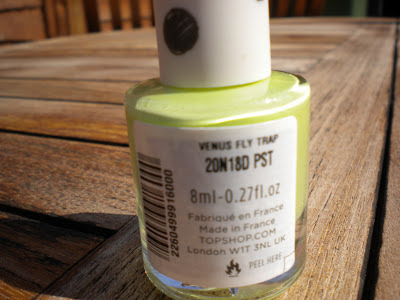 VENUS FLY TRAP
20N18D PST
8ml-0.27fl.oz
Fabriqué en France
Made in France
TOPSHOP.COM
London W1T 3NL UK
PEEL HERE
2260499916000